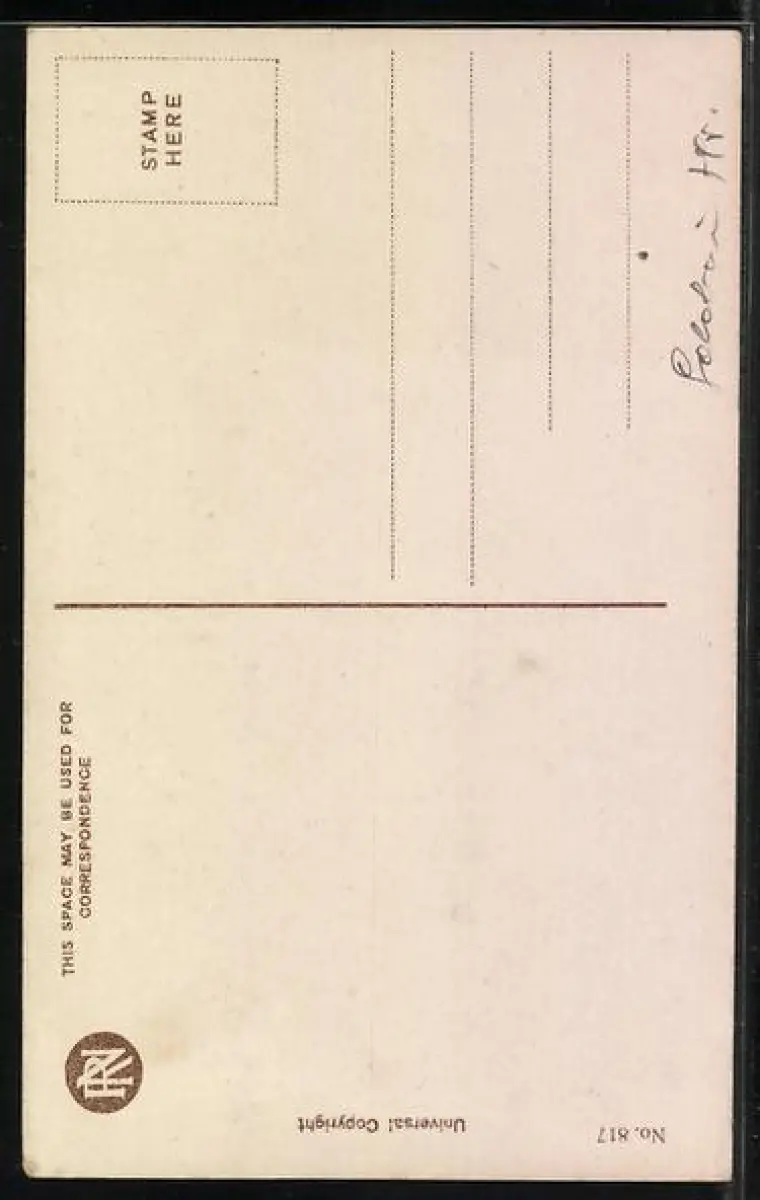 STAMP
HERE
THIS SPACE MAY BE USED FOR
CORRESPONDENCE
Universal Copyright
No. 817